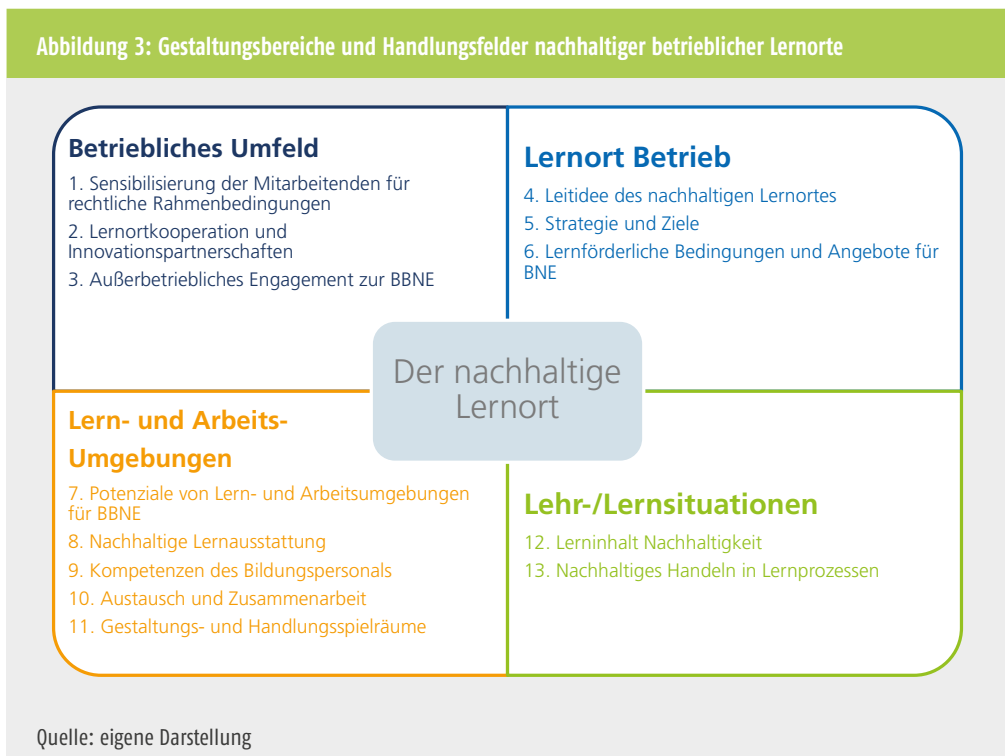 Abbildung 3: Gestaltungsbereiche und Handlungsfelder nachhaltiger betrieblicher Lernorte
Betriebliches Umfeld
1. Sensibilisierung der Mitarbeitenden für
rechtliche Rahmenbedingungen
2. Lernortkooperation und
Innovationspartnerschaften
3. Außerbetriebliches Engagement zur BBNE
Lernort Betrieb
4. Leitidee des nachhaltigen Lernortes
5. Strategie und Ziele
6. Lernförderliche Bedingungen und Angebote für
BNE
Der nachhaltige
Lernort
Lern- und Arbeits-
Umgebungen
7. Potenziale von Lern- und Arbeitsumgebungen
für BBNE
8. Nachhaltige Lernausstattung
9. Kompetenzen des Bildungspersonals
10. Austausch und Zusammenarbeit
11. Gestaltungs- und Handlungsspielräume
Lehr-/Lernsituationen
12. Lerninhalt Nachhaltigkeit
13. Nachhaltiges Handeln in Lernprozessen
Quelle: eigene Darstellung